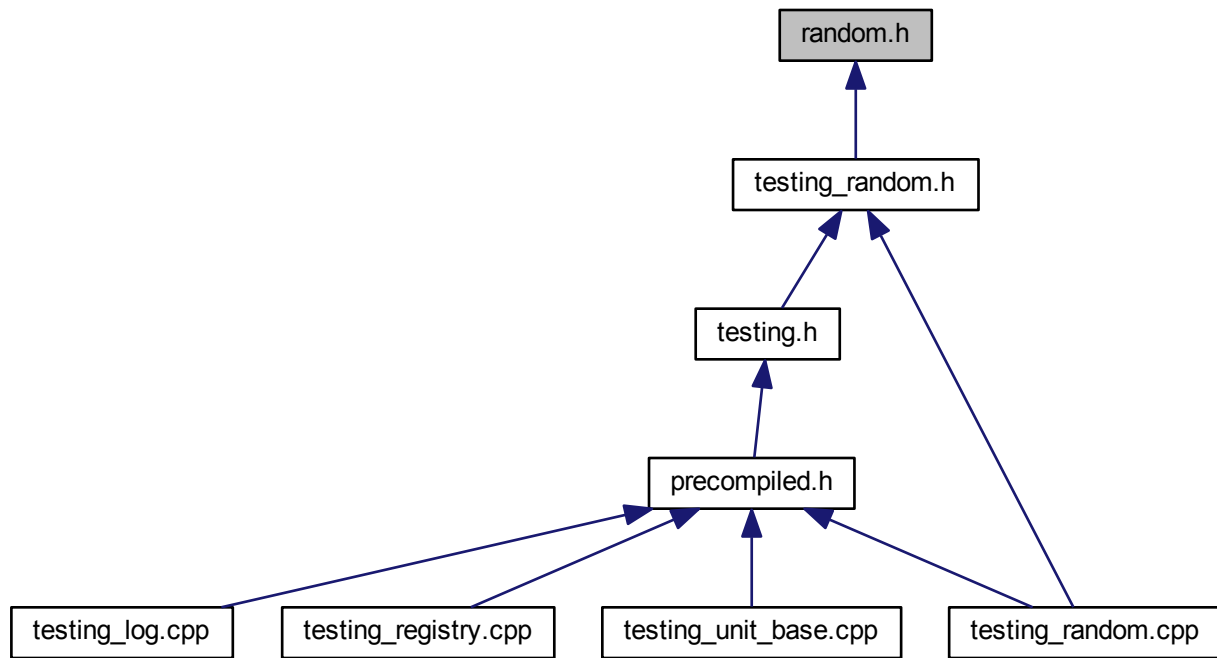 random.h
testing_random.h
testing.h
precompiled.h
testing_log.cpp
testing_registry.cpp
testing_unit_base.cpp
testing_random.cpp